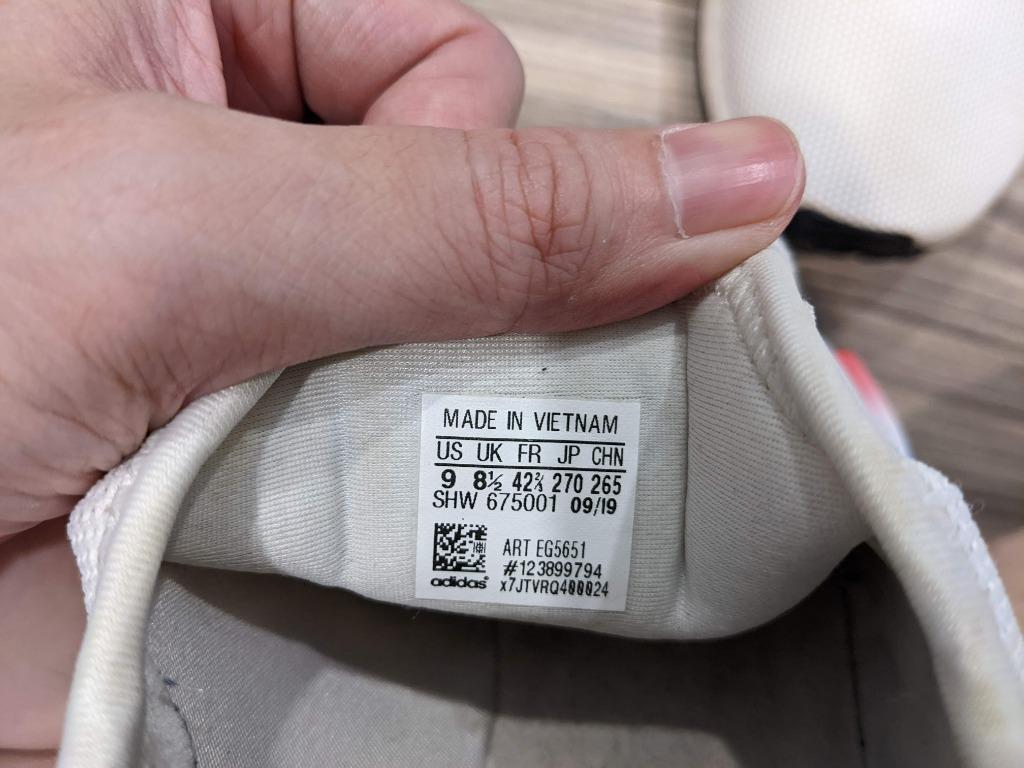 MADE IN VIETNAM
US UK FR JP CHN
9 8½ 42⅔ 270 265
SHW 675001 09/19
ART EG5651
#123899794
adidas® x7JTVRQ400024